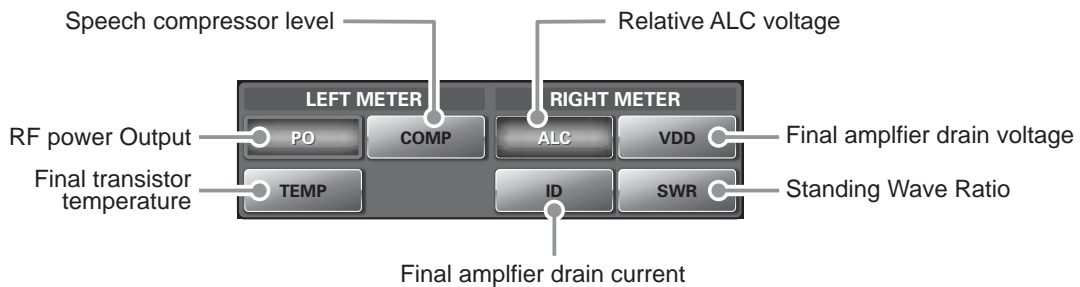 Speech compressor level
Relative ALC voltage
LEFT METER
RIGHT METER
RF power Output
PO
COMP
ALC
VDD
Final amplfier drain voltage
Final transistor
temperature
TEMP
ID
SWR
Standing Wave Ratio
Final amplfier drain current